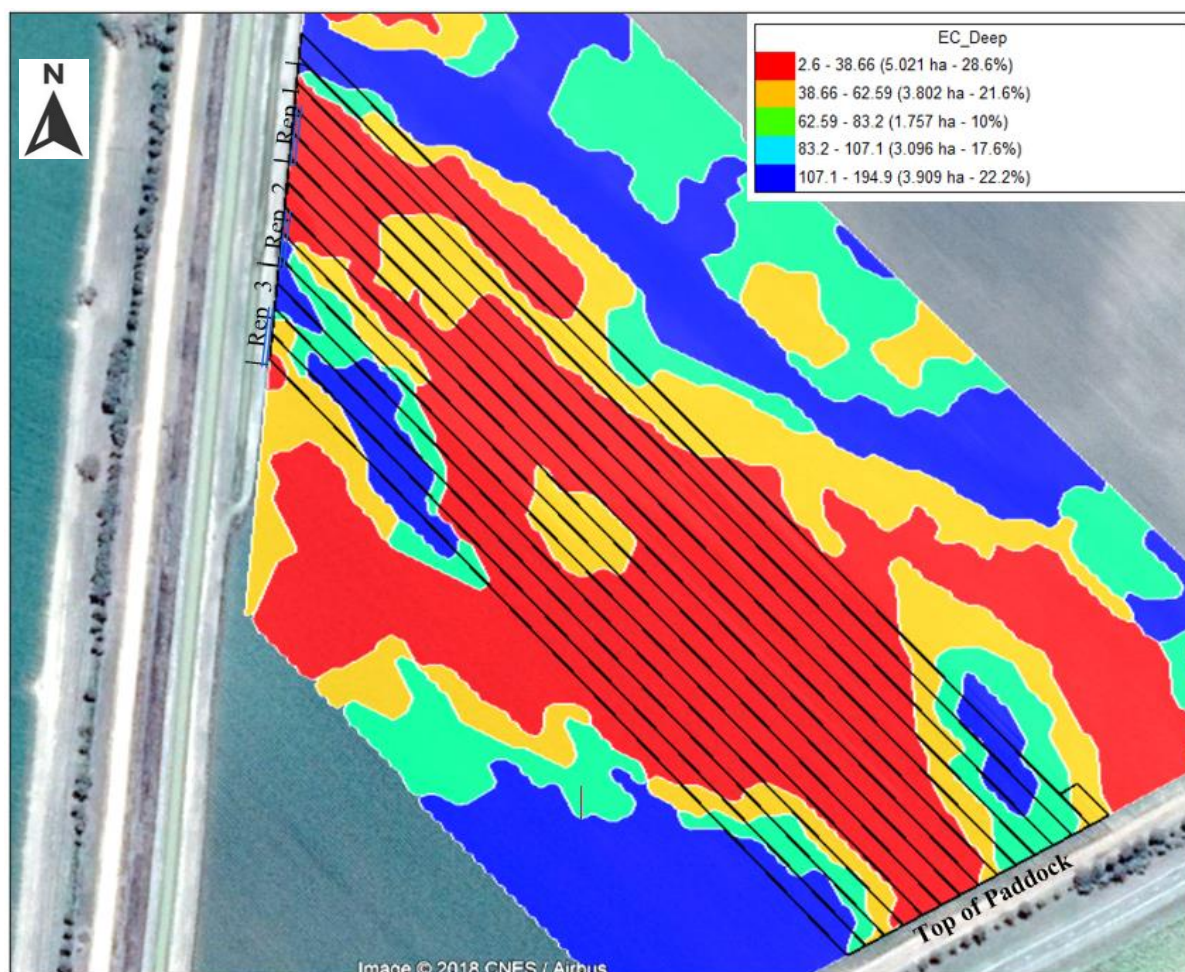 EC_Deep
2.6 - 38.66 (5.021 ha - 28.6%)
38.66 - 62.59 (3.802 ha - 21.6%)
62.59 - 83.2 (1.757 ha - 10%)
83.2 - 107.1 (3.096 ha - 17.6%)
107.1 - 194.9 (3.909 ha - 22.2%)
N
| Rep 3 | Rep 2 | Rep 1 |
Top of Paddock
Image © 2018 CNES / Airbus